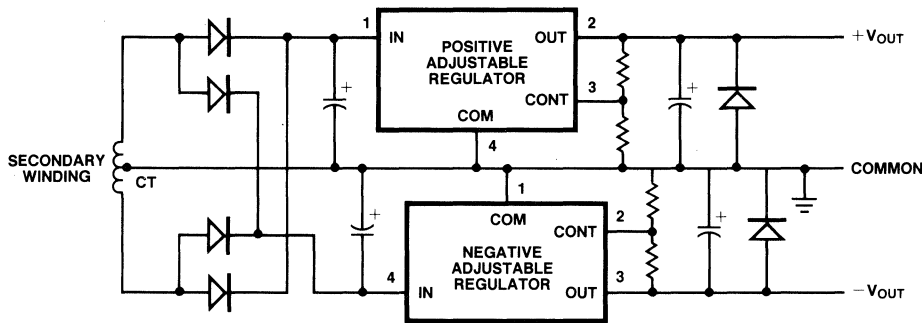 1
IN
POSITIVE
ADJUSTABLE
REGULATOR
OUT
2
CONT
3
COM
4
+
+
+VOUT
SECONDARY
WINDING
CT
COMMON
1
COM
NEGATIVE
ADJUSTABLE
REGULATOR
CONT
2
4
IN
OUT
3
+
+
−VOUT